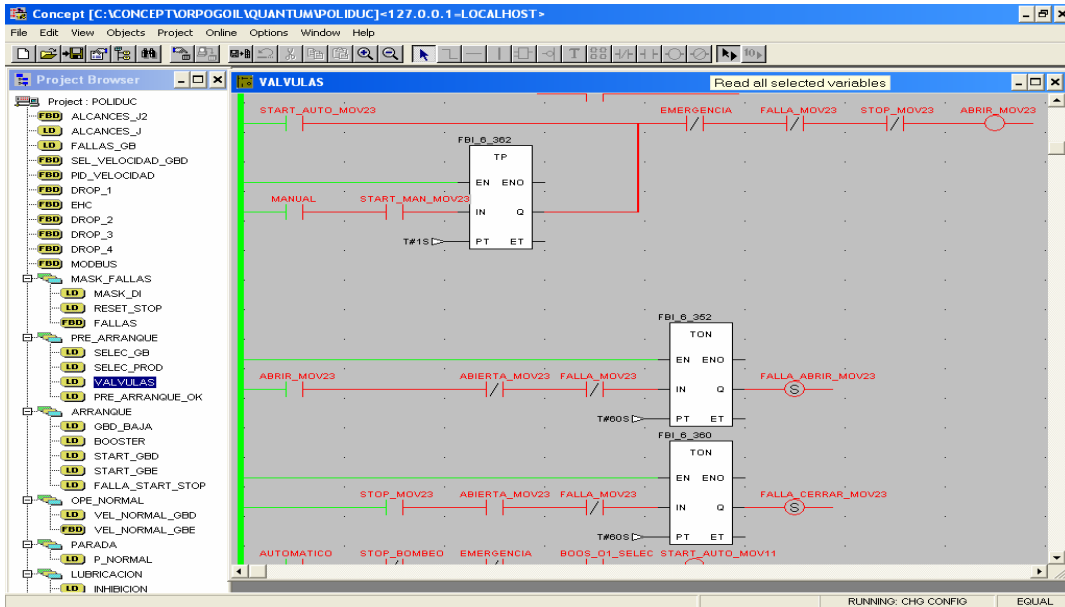 Concept [C:\CONCEPT\ORPOGOIL\QUANTUM\POLIDUC]<127.0.0.1=LOCALHOST>
File Edit View Objects Project Online Options Window Help
Project Browser
Project : POLIDUC
FBD ALCANCES_J2
LD ALCANCES_J
LD FALLAS_GB
FBD SEL_VELOCIDAD_GBD
FBD PID_VELOCIDAD
FBD DROP_1
FBD EHC
FBD DROP_2
FBD DROP_3
FBD DROP_4
FBD MODBUS
MASK_FALLAS
LD MASK_DI
LD RESET_STOP
FBD FALLAS
PRE_ARRANQUE
LD SELEC_GB
LD SELEC_PROD
LD VALVULAS
LD PRE_ARRANQUE_OK
ARRANQUE
LD GBD_BAJA
LD BOOSTER
LD START_GBD
LD START_GBE
LD FALLA_START_STOP
OPE_NORMAL
LD VEL_NORMAL_GBD
FBD VEL_NORMAL_GBE
PARADA
LD P_NORMAL
LUBRICACION
LD INHIBICION
VALVULAS
Read all selected variables
START_AUTO_MOV23 EMERGENCIA FALLA_MOV23 STOP_MOV23 ABRIR_MOV23
FBI_6_362
TP
EN ENO
MANUAL START_MAN_MOV23
IN Q
T#1S PT ET
FBI_6_352
TON
EN ENO
ABRIR_MOV23 ABIERTA_MOV23 FALLA_MOV23 FALLA_ABRIR_MOV23
IN Q
S
T#60S PT ET
FBI_6_360
TON
EN ENO
STOP_MOV23 ABIERTA_MOV23 FALLA_MOV23 FALLA_CERRAR_MOV23
IN Q
S
T#60S PT ET
AUTOMATICO STOP_BOMBEO EMERGENCIA BOOS_01_SELEC START_AUTO_MOV11
RUNNING: CHG CONFIG EQUAL